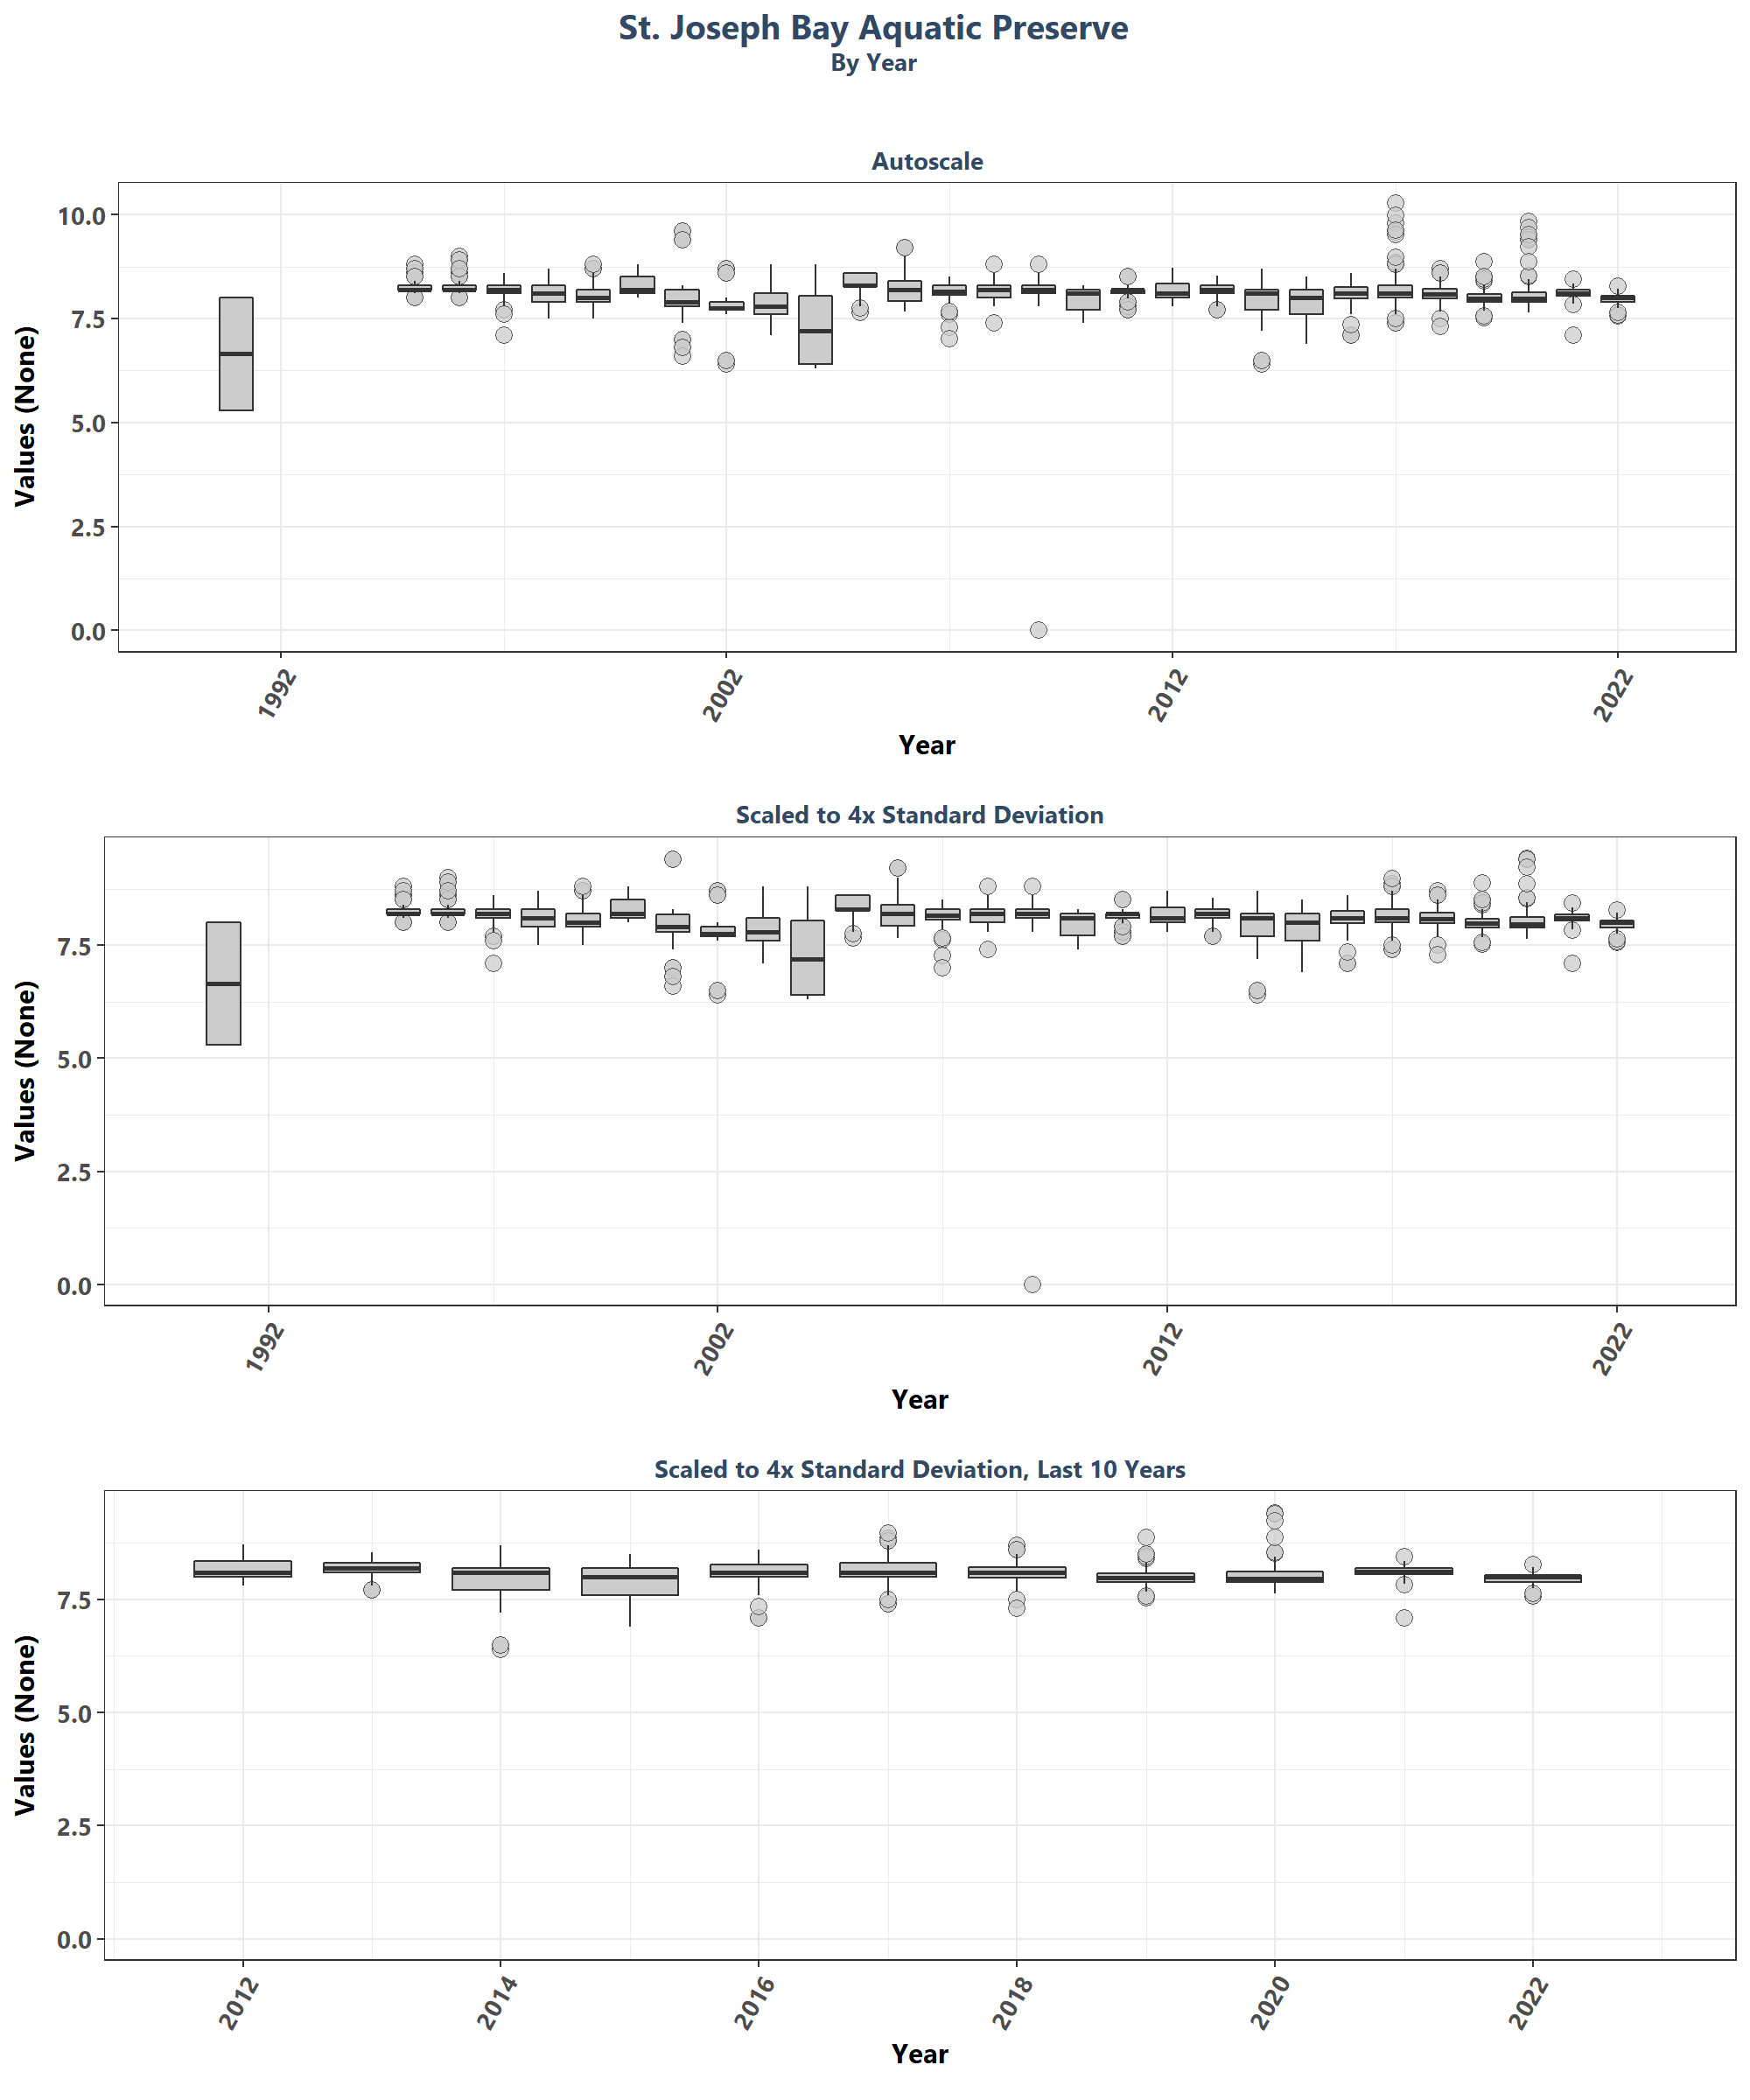 St. Joseph Bay Aquatic Preserve
By Year
Autoscale
Values (None)
10.0
7.5
5.0
2.5
0.0
1992 2002 2012 2022
Year
Scaled to 4x Standard Deviation
Values (None)
7.5
5.0
2.5
0.0
1992 2002 2012 2022
Year
Scaled to 4x Standard Deviation, Last 10 Years
Values (None)
7.5
5.0
2.5
0.0
2012 2014 2016 2018 2020 2022
Year